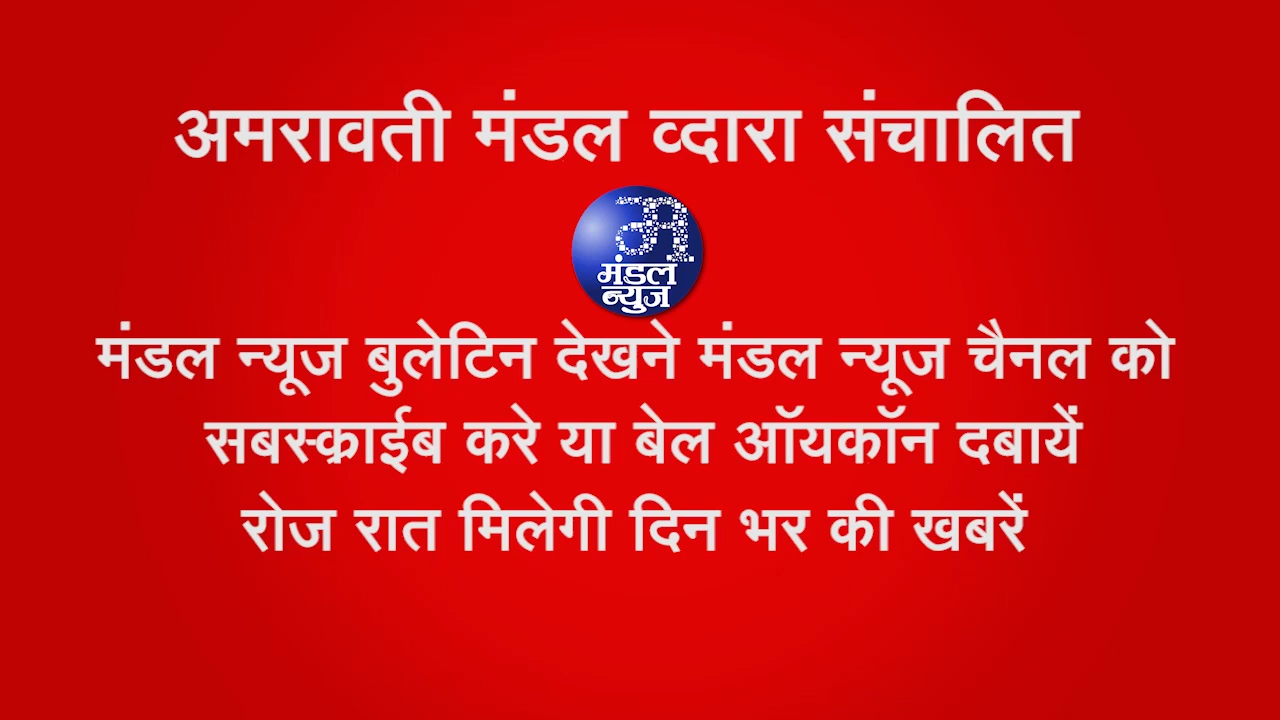 अमरावती मंडल व्दारा संचालित
मंडल
न्युज
मंडल न्यूज बुलेटिन देखने मंडल न्यूज चैनल को
सबस्क्राईब करे या बेल ऑयकॉन दबायें
रोज रात मिलेगी दिन भर की खबरें